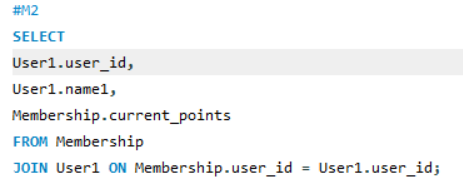 #M2
SELECT
User1.user_id,
User1.name1,
Membership.current_points
FROM Membership
JOIN User1 ON Membership.user_id = User1.user_id;